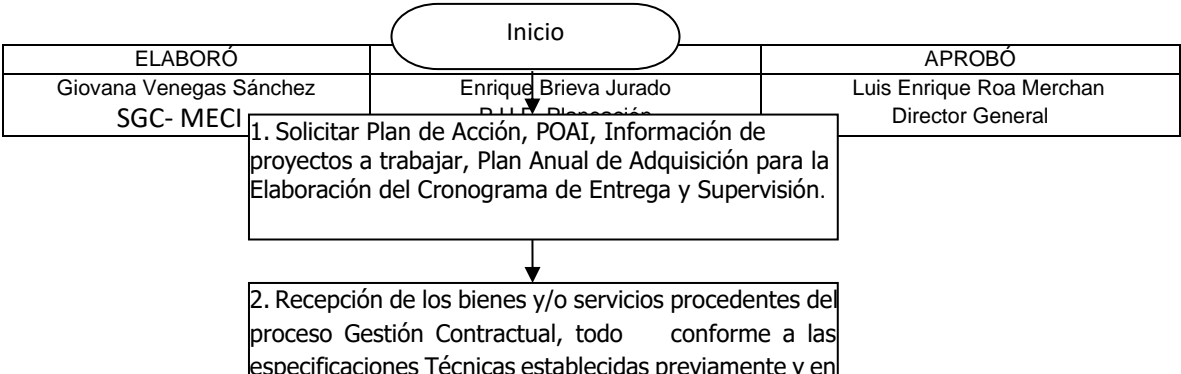 Inicio
ELABORÓ APROBÓ
Giovana Venegas Sánchez Enrique Brieva Jurado Luis Enrique Roa Merchan
SGC- MECI Director General
1. Solicitar Plan de Acción, POAI, Información de
proyectos a trabajar, Plan Anual de Adquisición para la
Elaboración del Cronograma de Entrega y Supervisión.
2. Recepción de los bienes y/o servicios procedentes del
proceso Gestión Contractual, todo conforme a las
especificaciones Técnicas establecidas previamente y en